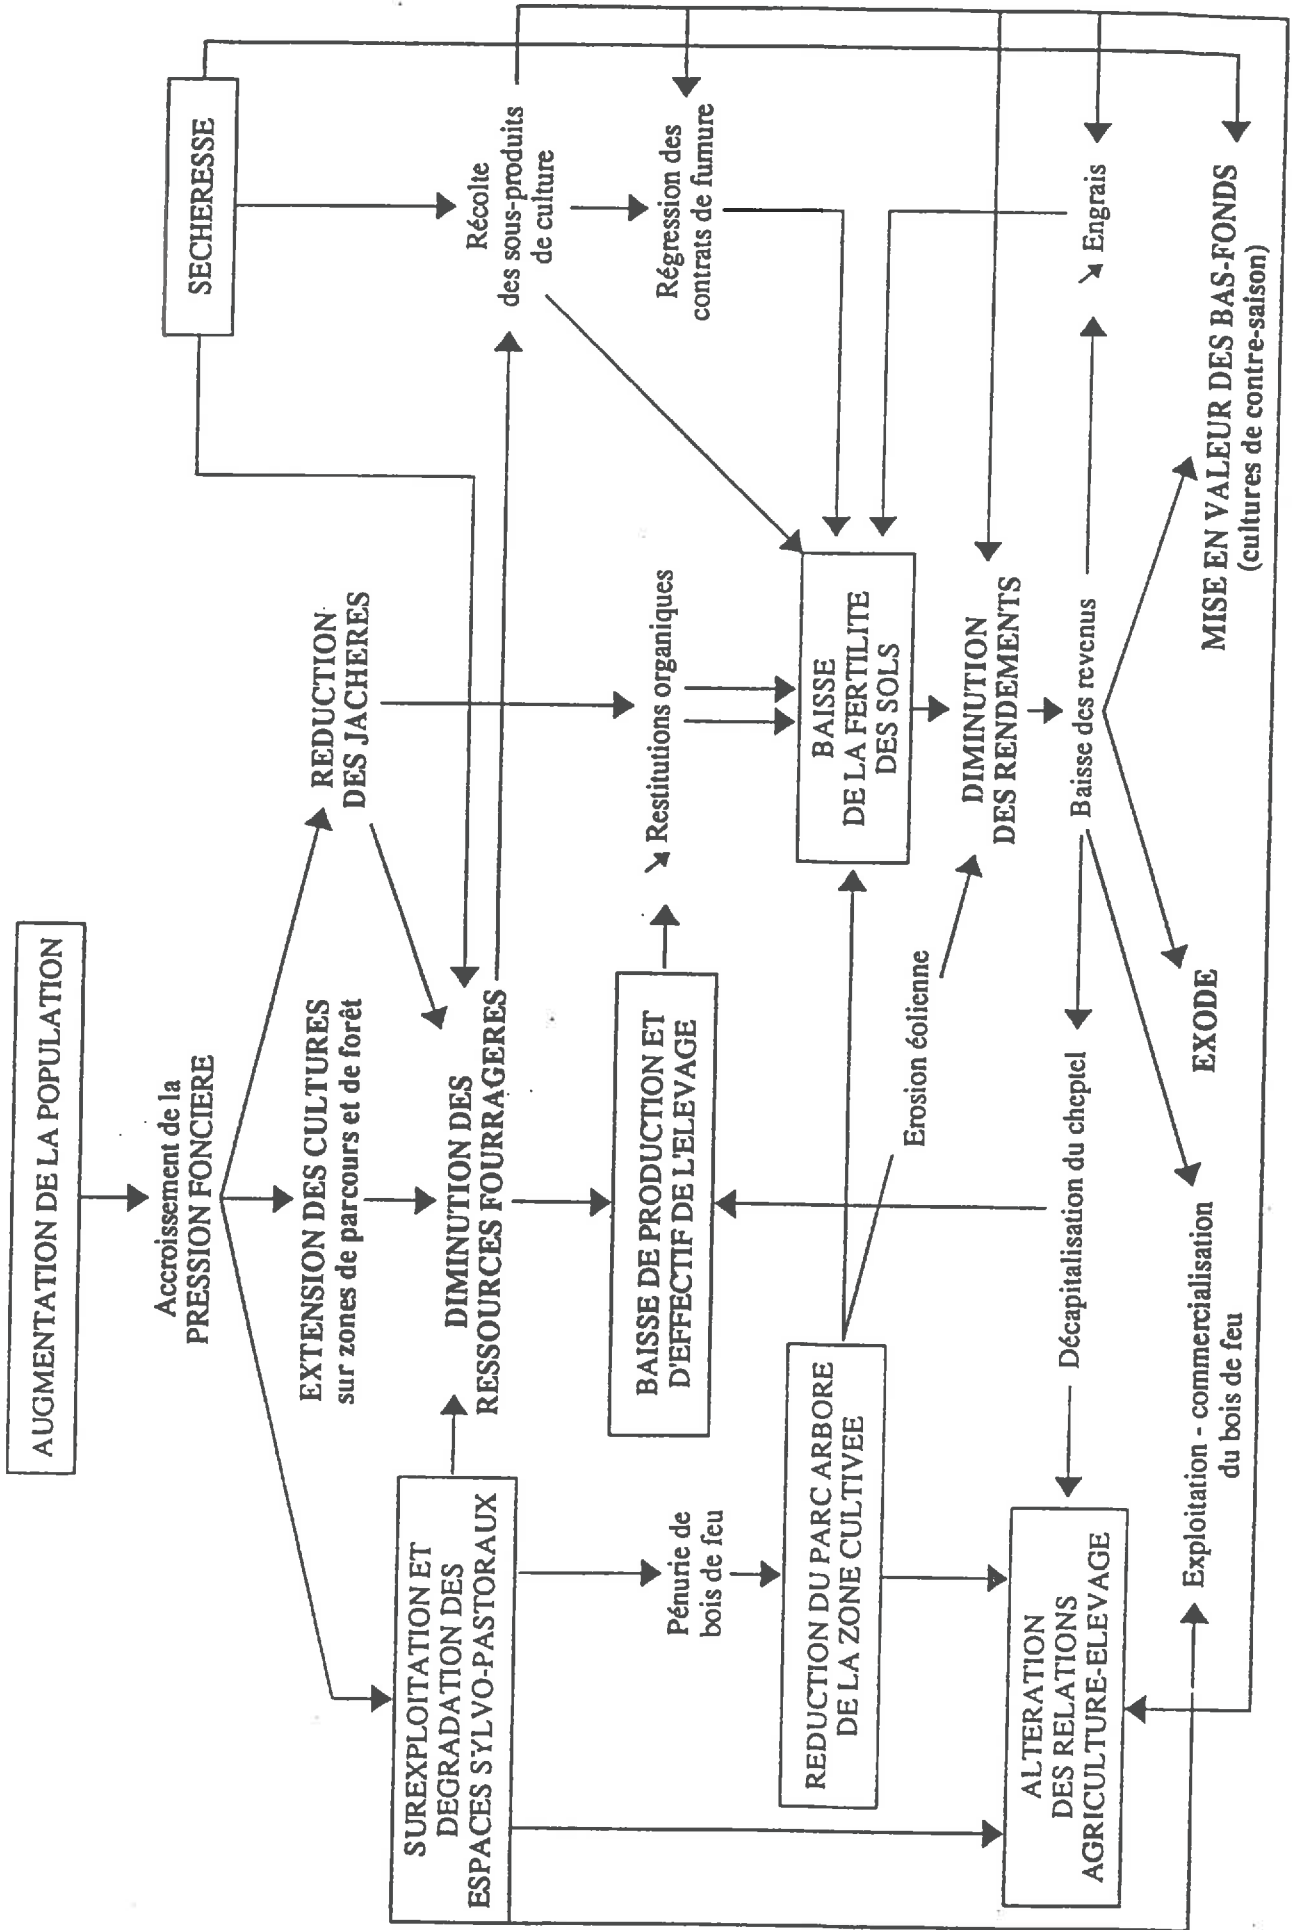 AUGMENTATION DE LA POPULATION
SECHERESSE
Accroissement de la
PRESSION FONCIERE
REDUCTION
DES JACHERES
EXTENSION DES CULTURES
sur zones de parcours et de forêt
SUREXPLOITATION ET
DEGRADATION DES
ESPACES SYLVO-PASTORAUX
DIMINUTION DES
RESSOURCES FOURRAGERES
Récolte
des sous-produits
de culture
BAISSE DE PRODUCTION ET
D'EFFECTIF DE L'ELEVAGE
↘ Restitutions organiques
Régression des
contrats de fumure
Pénurie de
bois de feu
REDUCTION DU PARC ARBORE
DE LA ZONE CULTIVEE
BAISSE
DE LA FERTILITE
DES SOLS
Erosion éolienne
DIMINUTION
DES RENDEMENTS
ALTERATION
DES RELATIONS
AGRICULTURE-ELEVAGE
Décapitalisation du cheptel
Baisse des revenus
↘ Engrais
Exploitation - commercialisation
du bois de feu
EXODE
MISE EN VALEUR DES BAS-FONDS
(cultures de contre-saison)